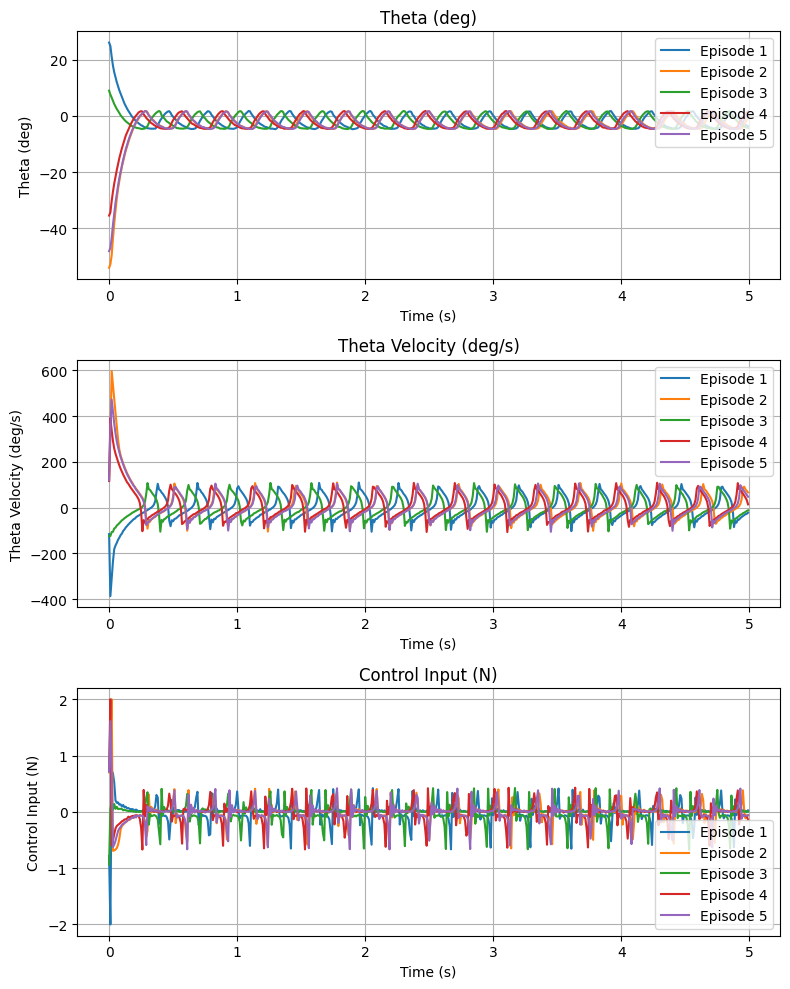 Theta (deg)
Theta (deg)
20
0
−20
−40
Episode 1
Episode 2
Episode 3
Episode 4
Episode 5
0 1 2 3 4 5
Time (s)
Theta Velocity (deg/s)
Theta Velocity (deg/s)
600
400
200
0
−200
−400
Episode 1
Episode 2
Episode 3
Episode 4
Episode 5
0 1 2 3 4 5
Time (s)
Control Input (N)
Control Input (N)
2
1
0
−1
−2
Episode 1
Episode 2
Episode 3
Episode 4
Episode 5
0 1 2 3 4 5
Time (s)